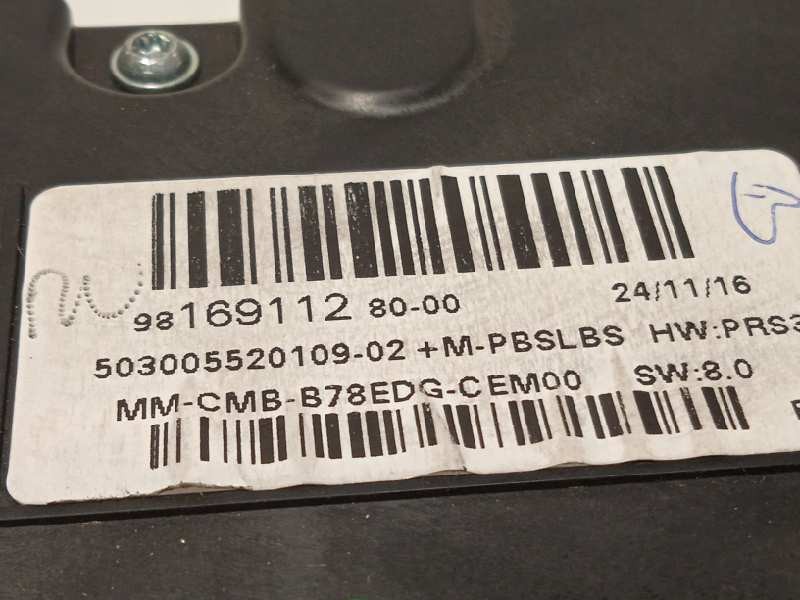 98169112 80-00 24/11/16
503005520109-02 +M-PBSLBS HW:PRS3
MM-CMB-B78EDG-CEM00 SW:8.0